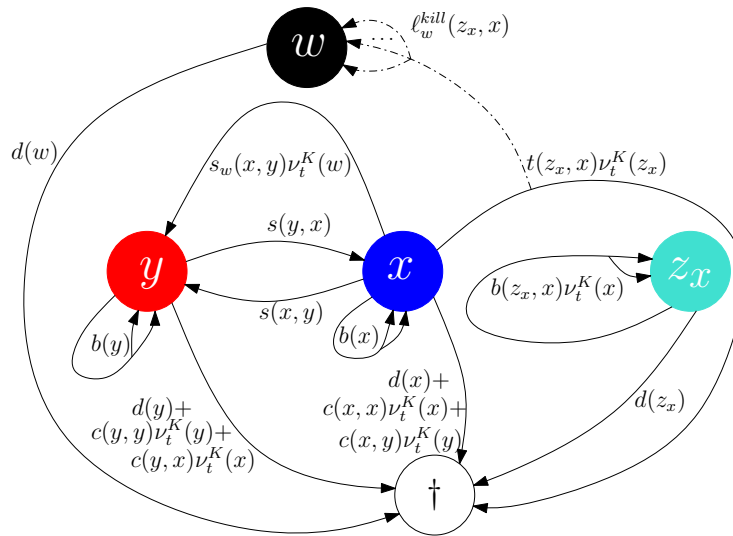 w
...
ℓ_w^{kill}(z_x, x)
d(w)
s_w(x, y)ν_t^K(w)
t(z_x, x)ν_t^K(z_x)
s(y, x)
y
x
z_x
b(z_x, x)ν_t^K(x)
s(x, y)
b(y)
b(x)
d(x)+
c(x, x)ν_t^K(x)+
c(x, y)ν_t^K(y)
d(y)+
c(y, y)ν_t^K(y)+
c(y, x)ν_t^K(x)
d(z_x)
†